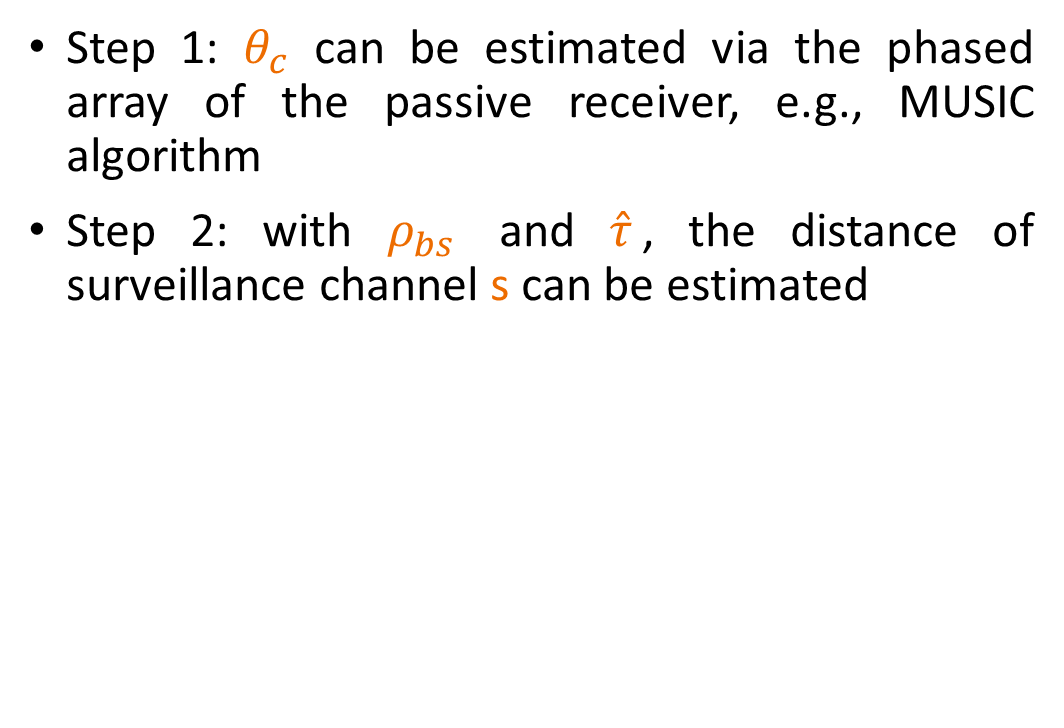 • Step 1: θ_c can be estimated via the phased
array of the passive receiver, e.g., MUSIC
algorithm
• Step 2: with ρ_bs and τ̂ , the distance of
surveillance channel s can be estimated